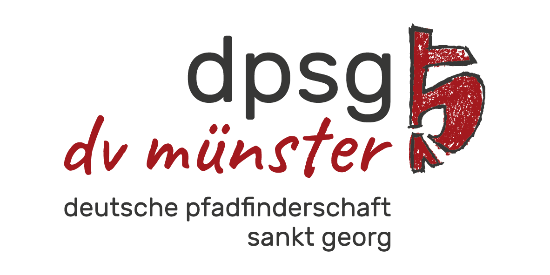 dpsg
dv münster
deutsche pfadfinderschaft
sankt georg